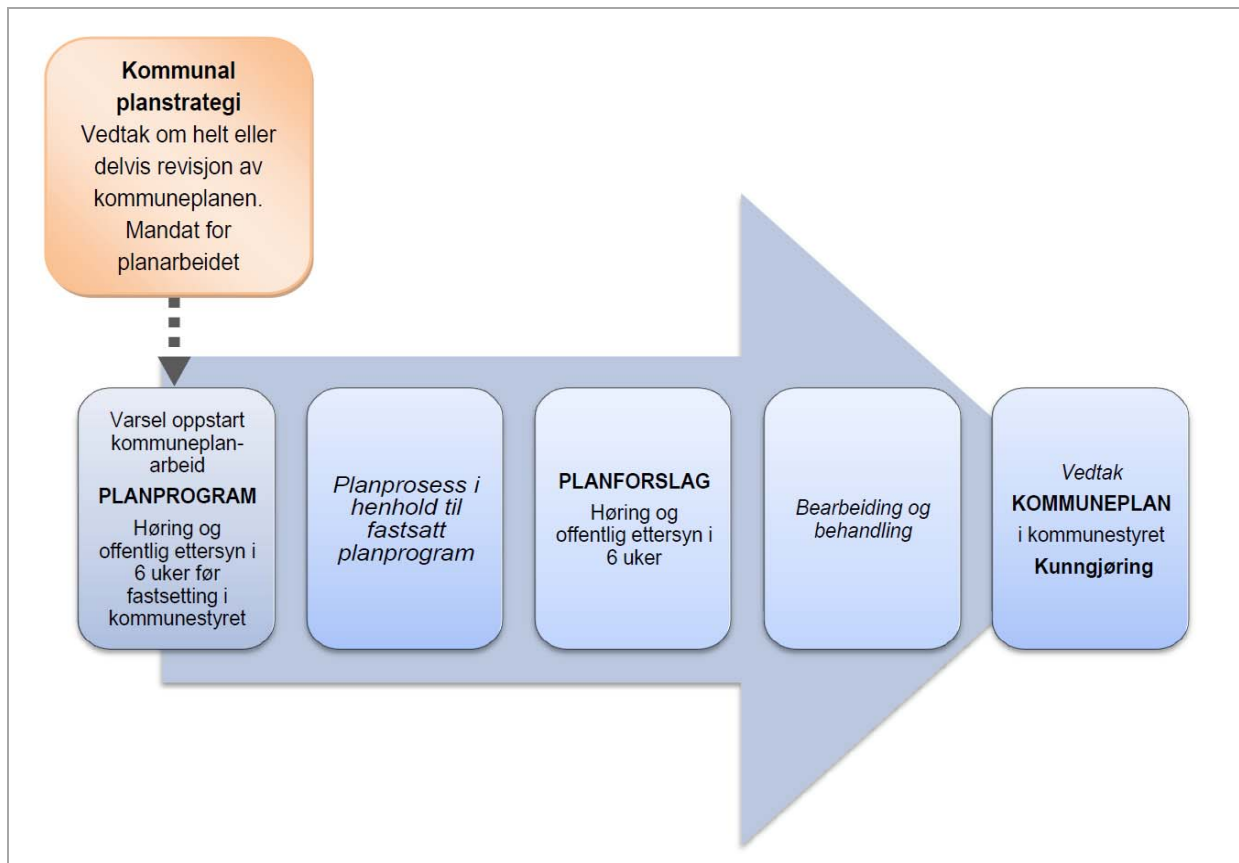 Kommunal
planstrategi
Vedtak om helt eller
delvis revisjon av
kommuneplanen.
Mandat for
planarbeidet
Varsel oppstart
kommuneplan-
arbeid
PLANPROGRAM
Høring og
offentlig ettersyn i
6 uker før
fastsetting i
kommunestyret
Planprosess i
henhold til
fastsatt
planprogram
PLANFORSLAG
Høring og
offentlig ettersyn i
6 uker
Bearbeiding og
behandling
Vedtak
KOMMUNEPLAN
i kommunestyret
Kunngjøring